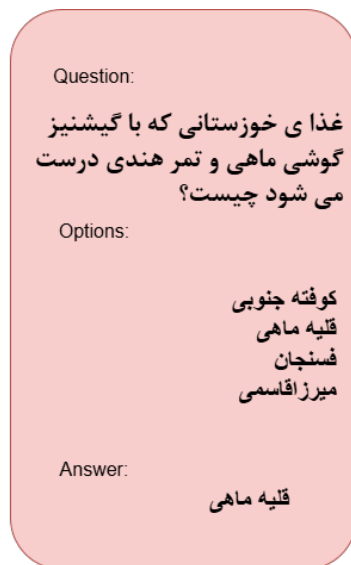 Question:
غذا ی خوزستانی که با گیشنیز
گوشی ماهی و تمر هندی درست
می شود چیست؟
Options:
کوفته جنوبی
قلیه ماهی
فسنجان
میرزاقاسمی
Answer:
قلیه ماهی